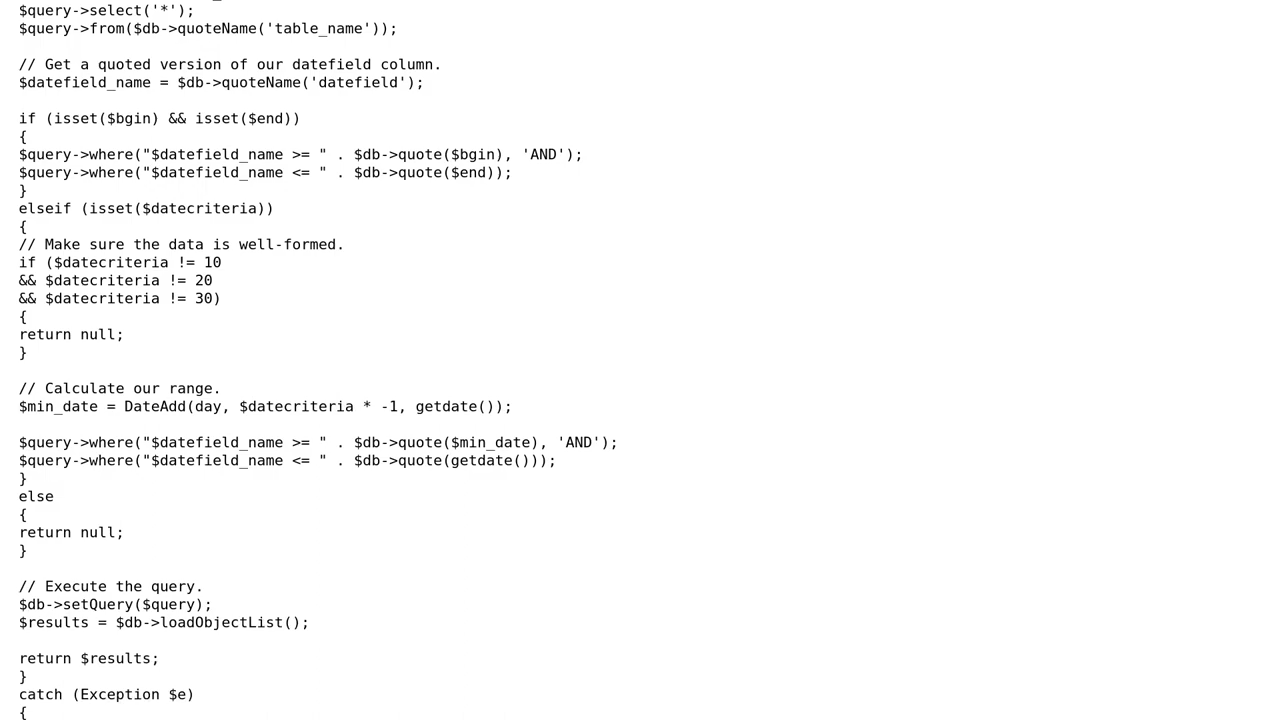 $query->select('*');
$query->from($db->quoteName('table_name'));
// Get a quoted version of our datefield column.
$datefield_name = $db->quoteName('datefield');
if (isset($bgin) && isset($end))
{
$query->where("$datefield_name >= " . $db->quote($bgin), 'AND');
$query->where("$datefield_name <= " . $db->quote($end));
}
elseif (isset($datecriteria))
{
// Make sure the data is well-formed.
if ($datecriteria != 10
&& $datecriteria != 20
&& $datecriteria != 30)
{
return null;
}
// Calculate our range.
$min_date = DateAdd(day, $datecriteria * -1, getdate());
$query->where("$datefield_name >= " . $db->quote($min_date), 'AND');
$query->where("$datefield_name <= " . $db->quote(getdate()));
}
else
{
return null;
}
// Execute the query.
$db->setQuery($query);
$results = $db->loadObjectList();
return $results;
}
catch (Exception $e)
{